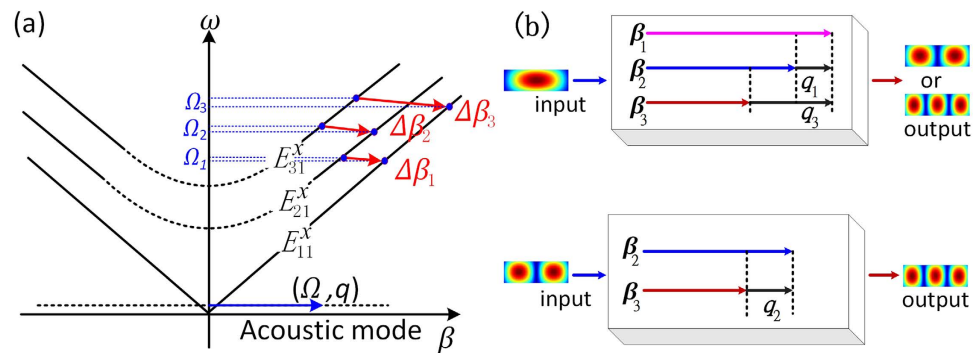 (a)
ω
Ω₃
Ω₂
Ω₁
Δβ₃
Δβ₂
Δβ₁
E³¹ˣ
E²¹ˣ
E¹¹ˣ
(Ω,q)
Acoustic mode
β
(b)
β₁
β₂
β₃
q₁
q₃
input
or
output
β₂
β₃
q₂
input
output